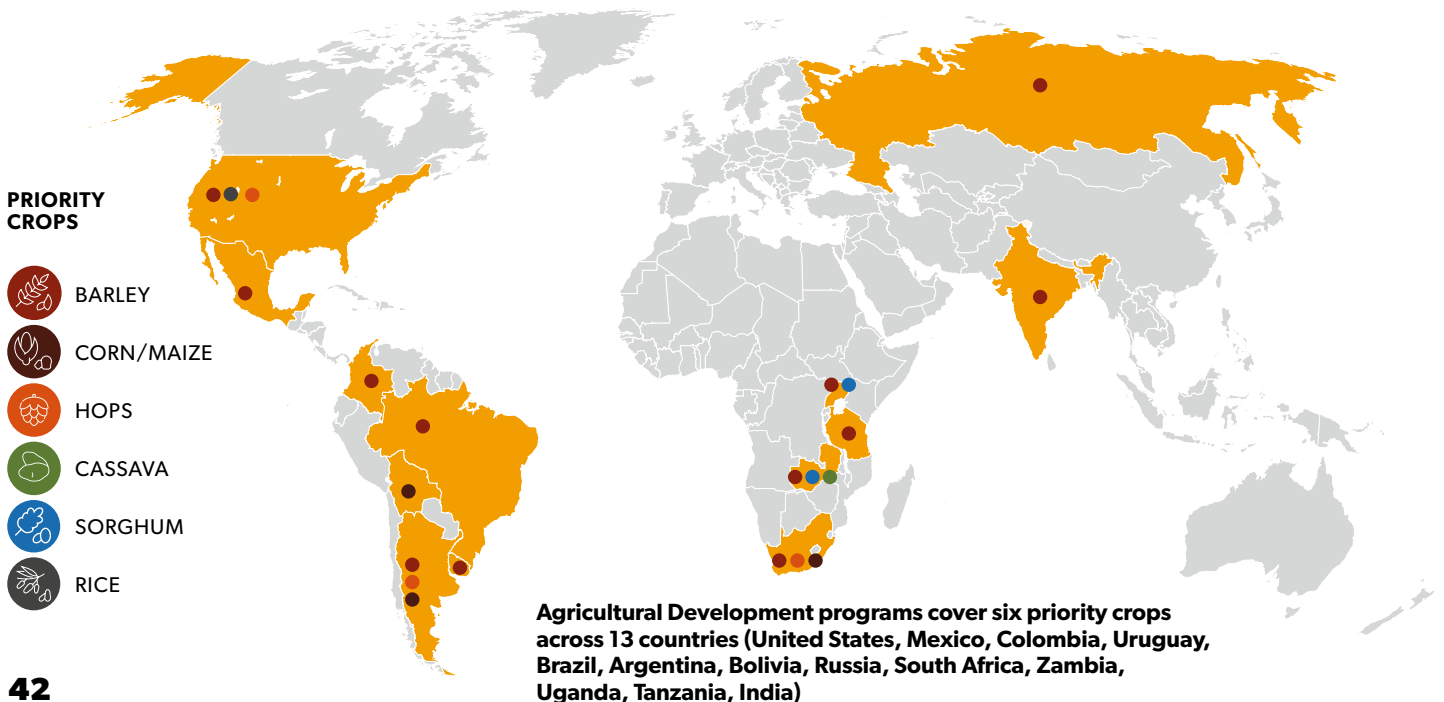 PRIORITY
CROPS
BARLEY
CORN/MAIZE
HOPS
CASSAVA
SORGHUM
RICE
Agricultural Development programs cover six priority crops
across 13 countries (United States, Mexico, Colombia, Uruguay,
Brazil, Argentina, Bolivia, Russia, South Africa, Zambia,
Uganda, Tanzania, India)
42